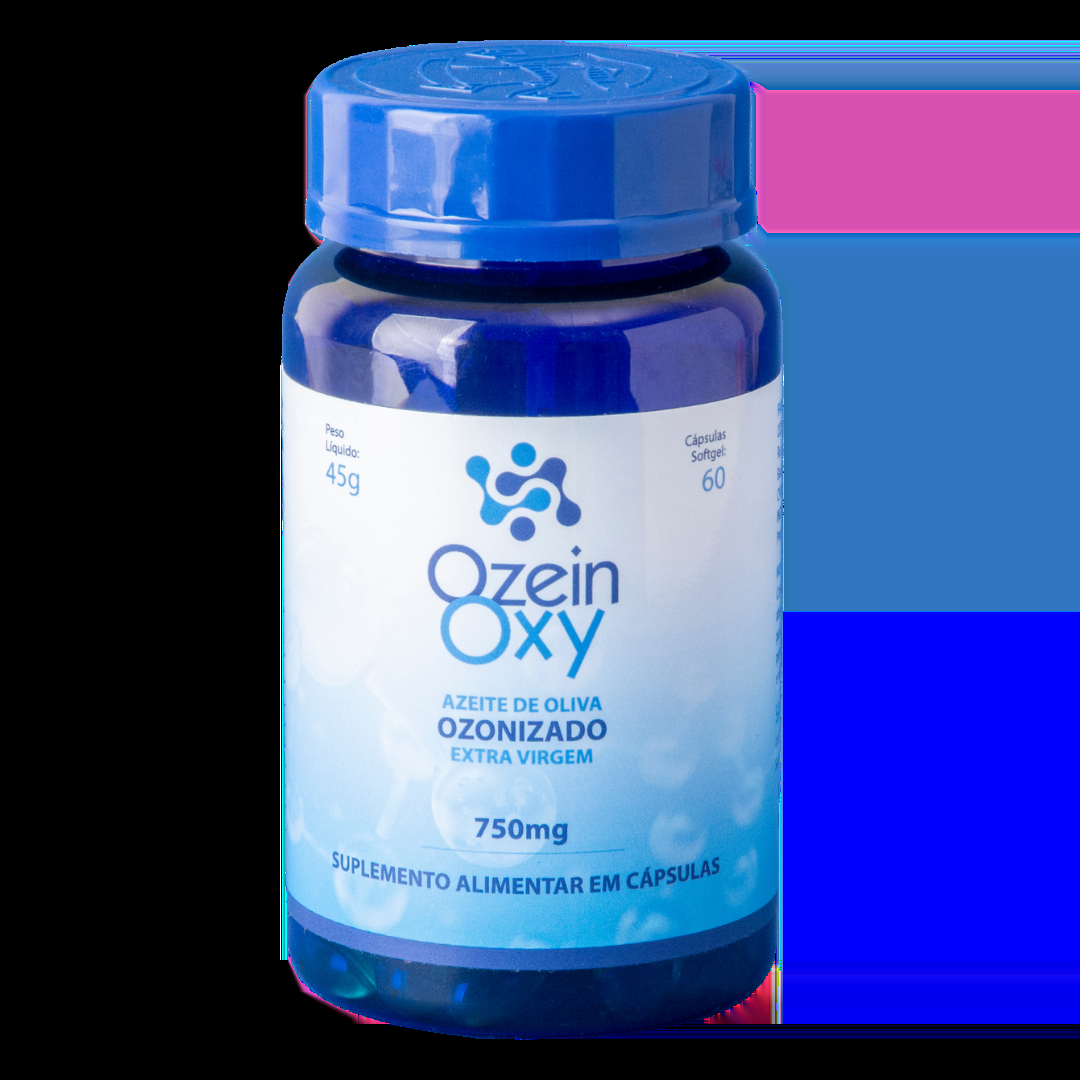 Peso
Líquido:
45g
Cápsulas
Softgel:
60
Ozein
Oxy
AZEITE DE OLIVA
OZONIZADO
EXTRA VIRGEM
750mg
SUPLEMENTO ALIMENTAR EM CÁPSULAS